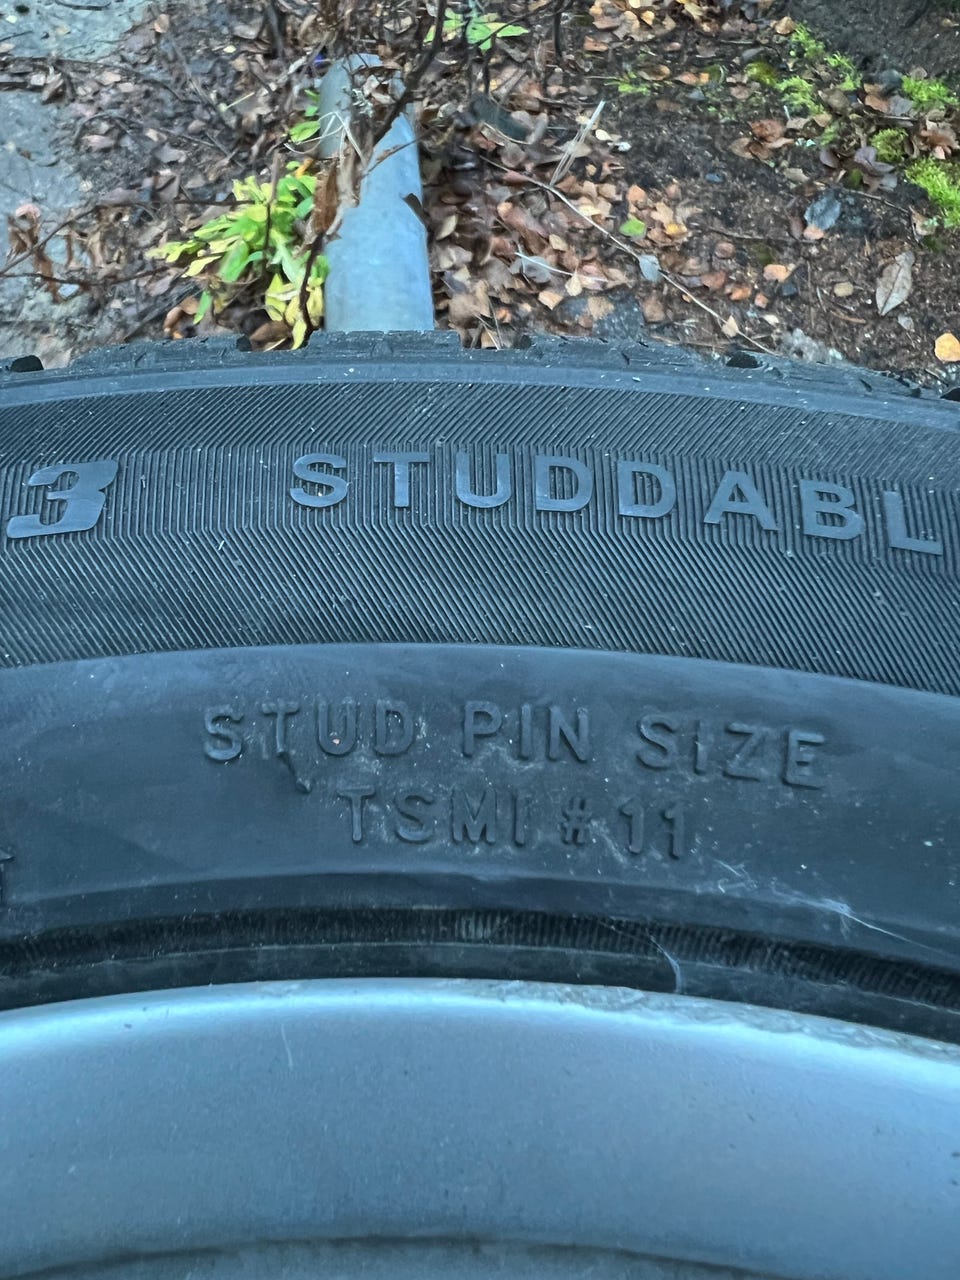 3 STUDDABL
STUD PIN SIZE
TSMI #11